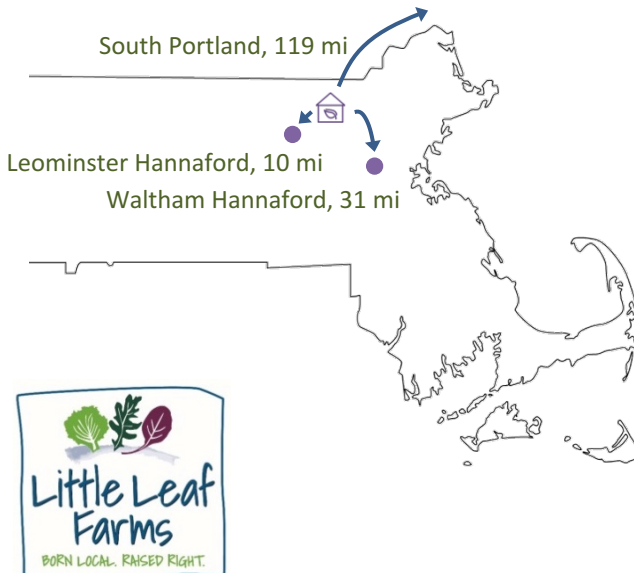 South Portland, 119 mi
Leominster Hannaford, 10 mi
Waltham Hannaford, 31 mi
Little Leaf
Farms
BORN LOCAL. RAISED RIGHT.